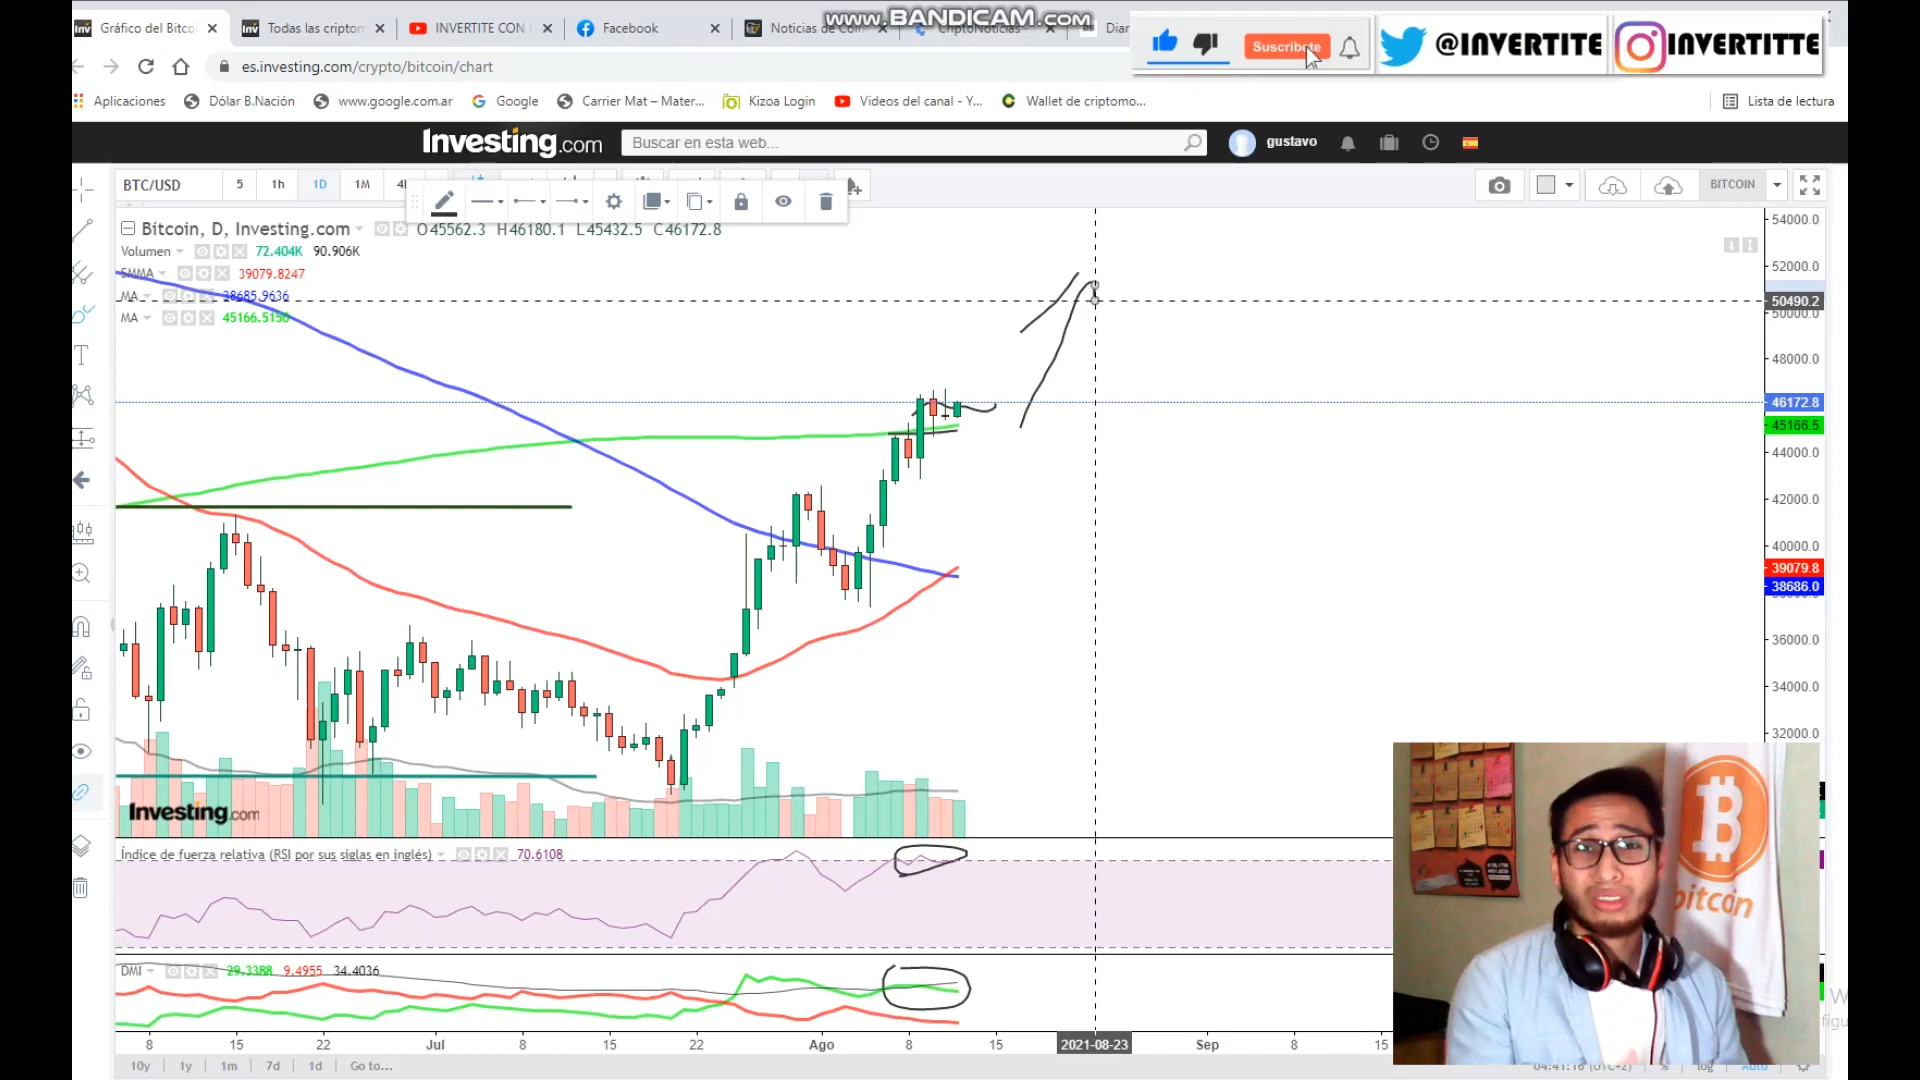 www.BANDICAM.com
Gráfico del Bitco
Todas las cripton
INVERTITE CON
Facebook
Noticias de Com
CriptoNoticias
Diar
Suscribete
@INVERTITE
INVERTITTE
es.investing.com/crypto/bitcoin/chart
Aplicaciones
Dólar B.Nación
www.google.com.ar
Google
Carrier Mat – Mater...
Kizoa Login
Videos del canal - Y...
Wallet de criptomo...
Lista de lectura
Investing.com
Buscar en esta web...
gustavo
BTC/USD
5
1h
1D
1M
BITCOIN
Bitcoin, D, Investing.com
O45562.3 H46180.1 L45432.5 C46172.8
Volumen
72.404K 90.906K
SMMA
39079.8247
MA
38685.9636
MA
45166.5150
54000.0
52000.0
50490.2
50000.0
48000.0
46172.8
45166.5
44000.0
42000.0
40000.0
39079.8
38686.0
36000.0
34000.0
32000.0
Investing.com
Índice de fuerza relativa (RSI por sus siglas en inglés)
70.6108
DMI
29.3388 9.4955 34.4036
bitcoin
8
15
22
Jul
8
15
22
Ago
8
15
2021-08-23
Sep
8
15
10y
1y
1m
7d
1d
Go to...
%
log
Auto